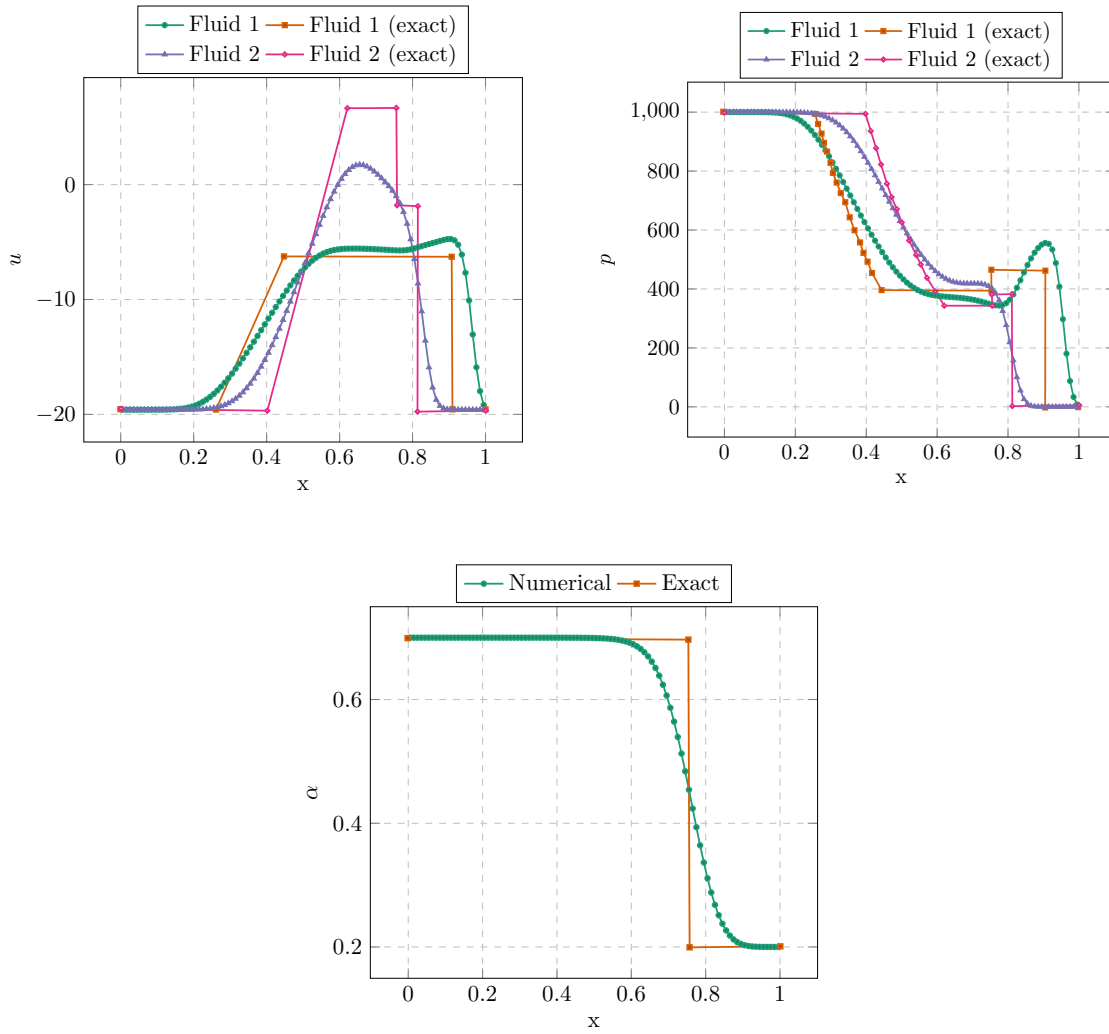 Fluid 1 Fluid 1 (exact)
Fluid 2 Fluid 2 (exact)
0
−10
−20
u
0 0.2 0.4 0.6 0.8 1
x
Fluid 1 Fluid 1 (exact)
Fluid 2 Fluid 2 (exact)
1,000
800
600
400
200
0
p
0 0.2 0.4 0.6 0.8 1
x
Numerical Exact
0.6
0.4
0.2
α
0 0.2 0.4 0.6 0.8 1
x